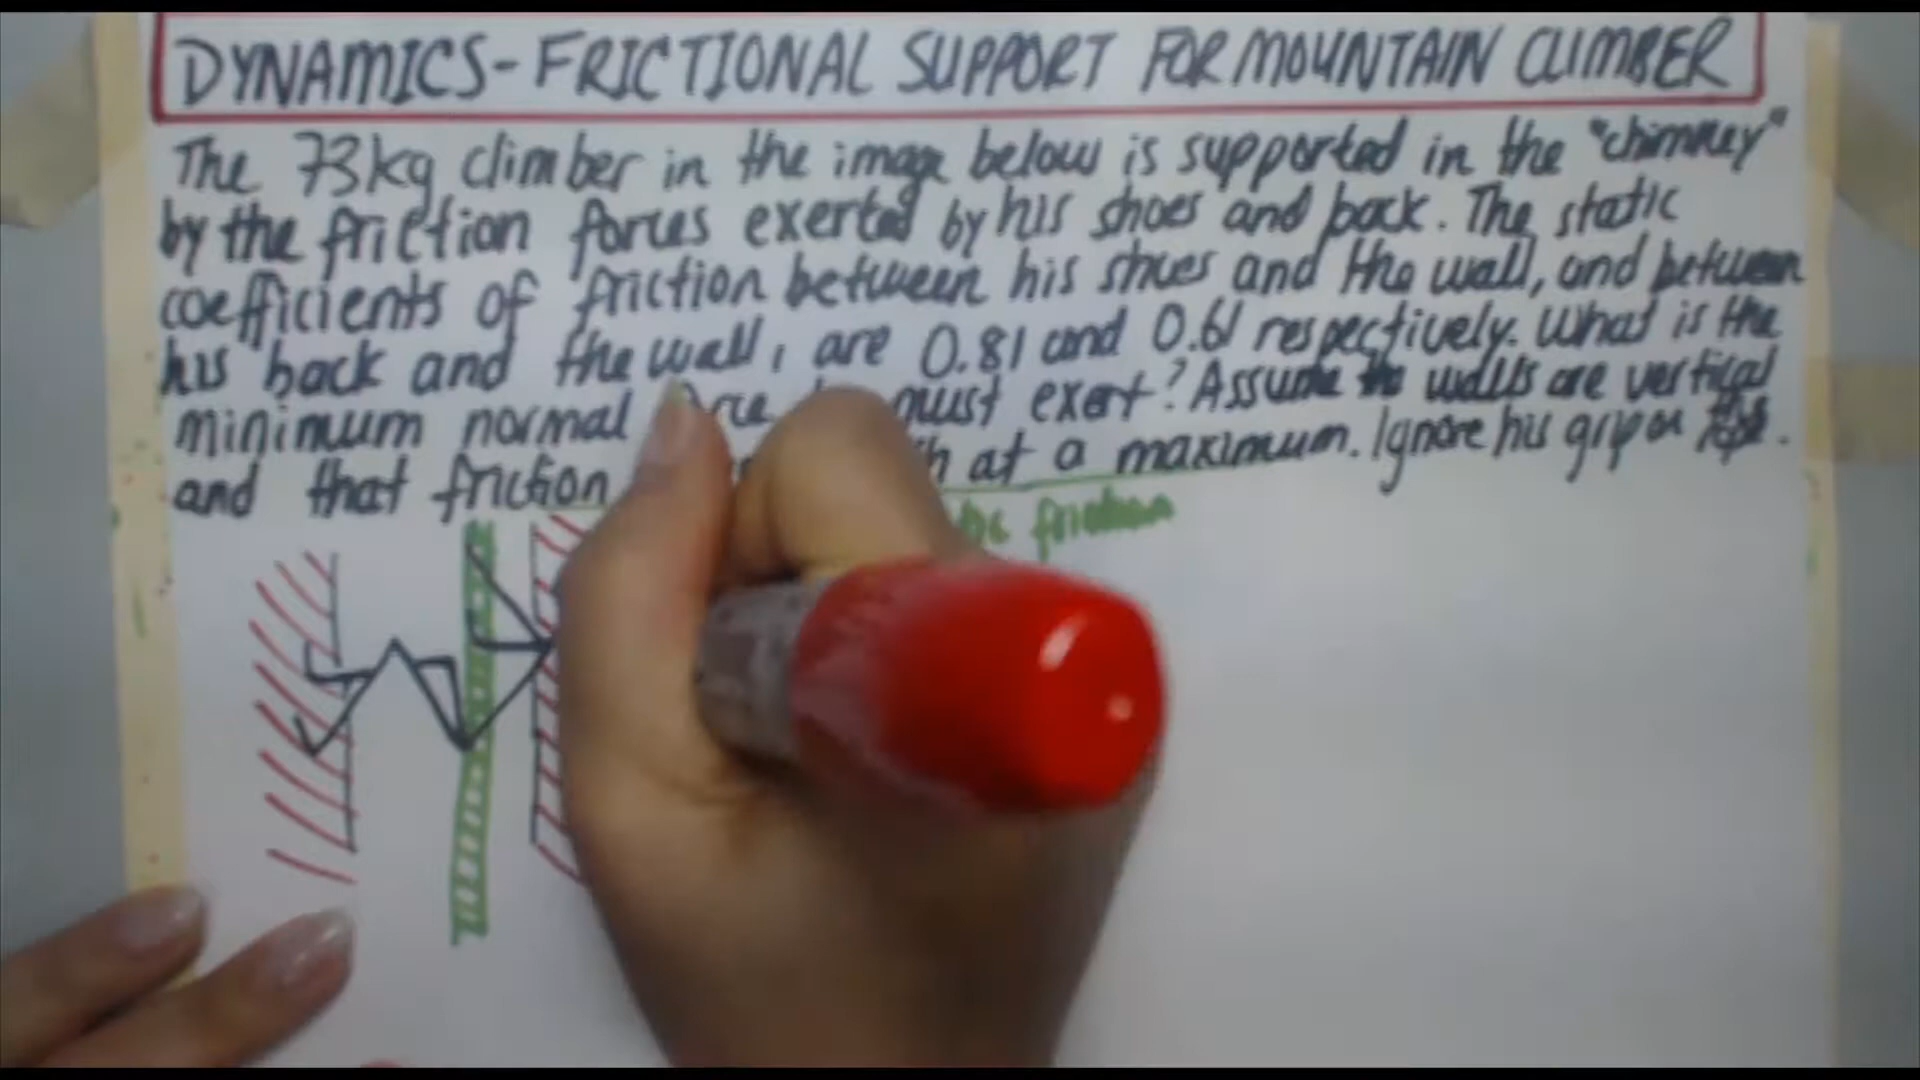 DYNAMICS-FRICTIONAL SUPPORT FOR MOUNTAIN CLIMBER
The 73kg climber in the image below is supported in the "chimney"
by the friction forces exerted by his shoes and back. The static
coefficients of friction between his shoes and the wall, and between
his back and the wall, are 0.81 and 0.61 respectively. What is the
minimum normal must exert? Assume the walls are vertical
and that friction at a maximum. Ignore his grip on
friction